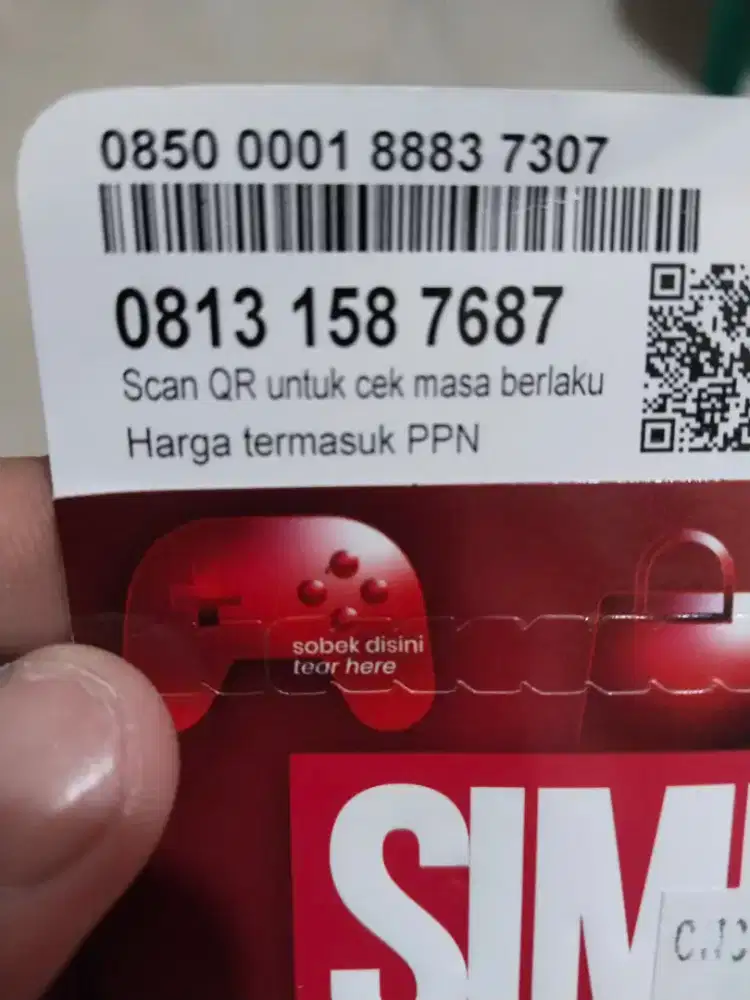 0850 0001 8883 7307
0813 158 7687
Scan QR untuk cek masa berlaku
Harga termasuk PPN
sobek disini
tear here